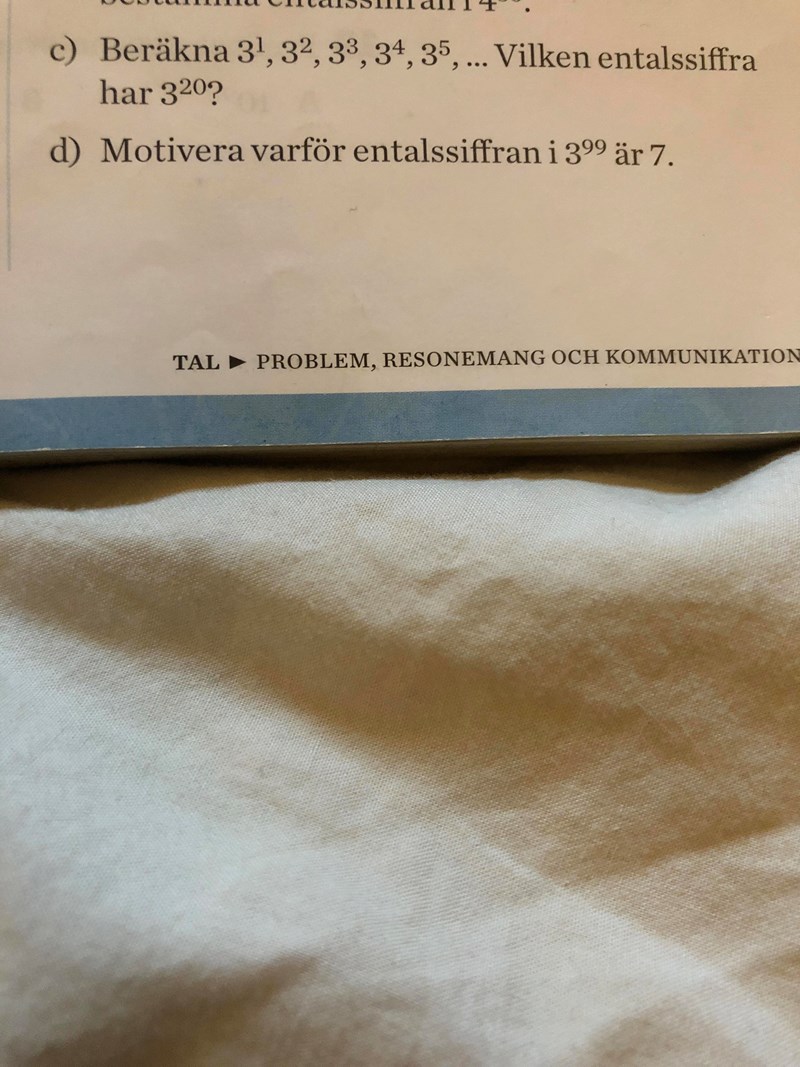 c) Beräkna 3¹, 3², 3³, 3⁴, 3⁵, ... Vilken entalssiffra
har 3²⁰?
d) Motivera varför entalssiffran i 3⁹⁹ är 7.
TAL ► PROBLEM, RESONEMANG OCH KOMMUNIKATION